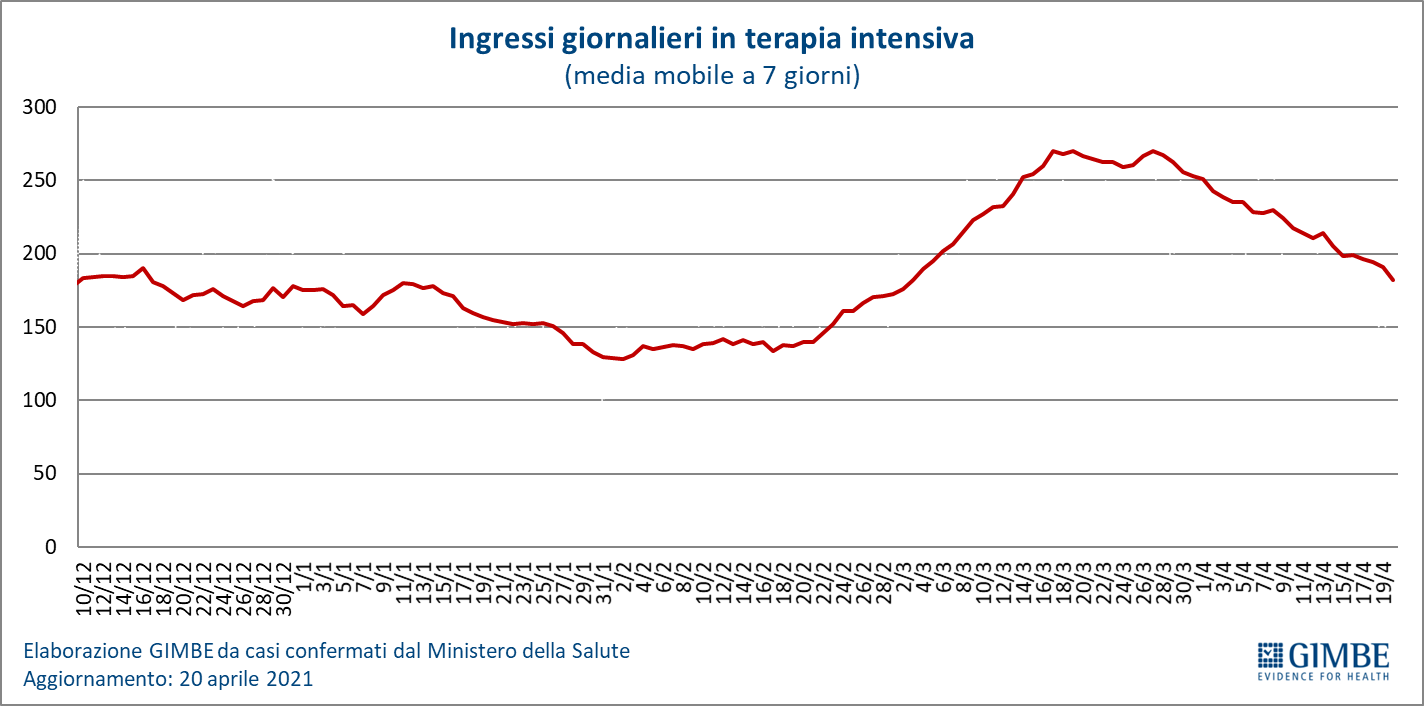 Ingressi giornalieri in terapia intensiva
(media mobile a 7 giorni)
300
250
200
150
100
50
0
10/12 12/12 14/12 16/12 18/12 20/12 22/12 24/12 26/12 28/12 30/12 1/1 3/1 5/1 7/1 9/1 11/1 13/1 15/1 17/1 19/1 21/1 23/1 25/1 27/1 29/1 31/1 2/2 4/2 6/2 8/2 10/2 12/2 14/2 16/2 18/2 20/2 22/2 24/2 26/2 28/2 2/3 4/3 6/3 8/3 10/3 12/3 14/3 16/3 18/3 20/3 22/3 24/3 26/3 28/3 30/3 1/4 3/4 5/4 7/4 9/4 11/4 13/4 15/4 17/4 19/4
Elaborazione GIMBE da casi confermati dal Ministero della Salute
Aggiornamento: 20 aprile 2021
GIMBE
EVIDENCE FOR HEALTH